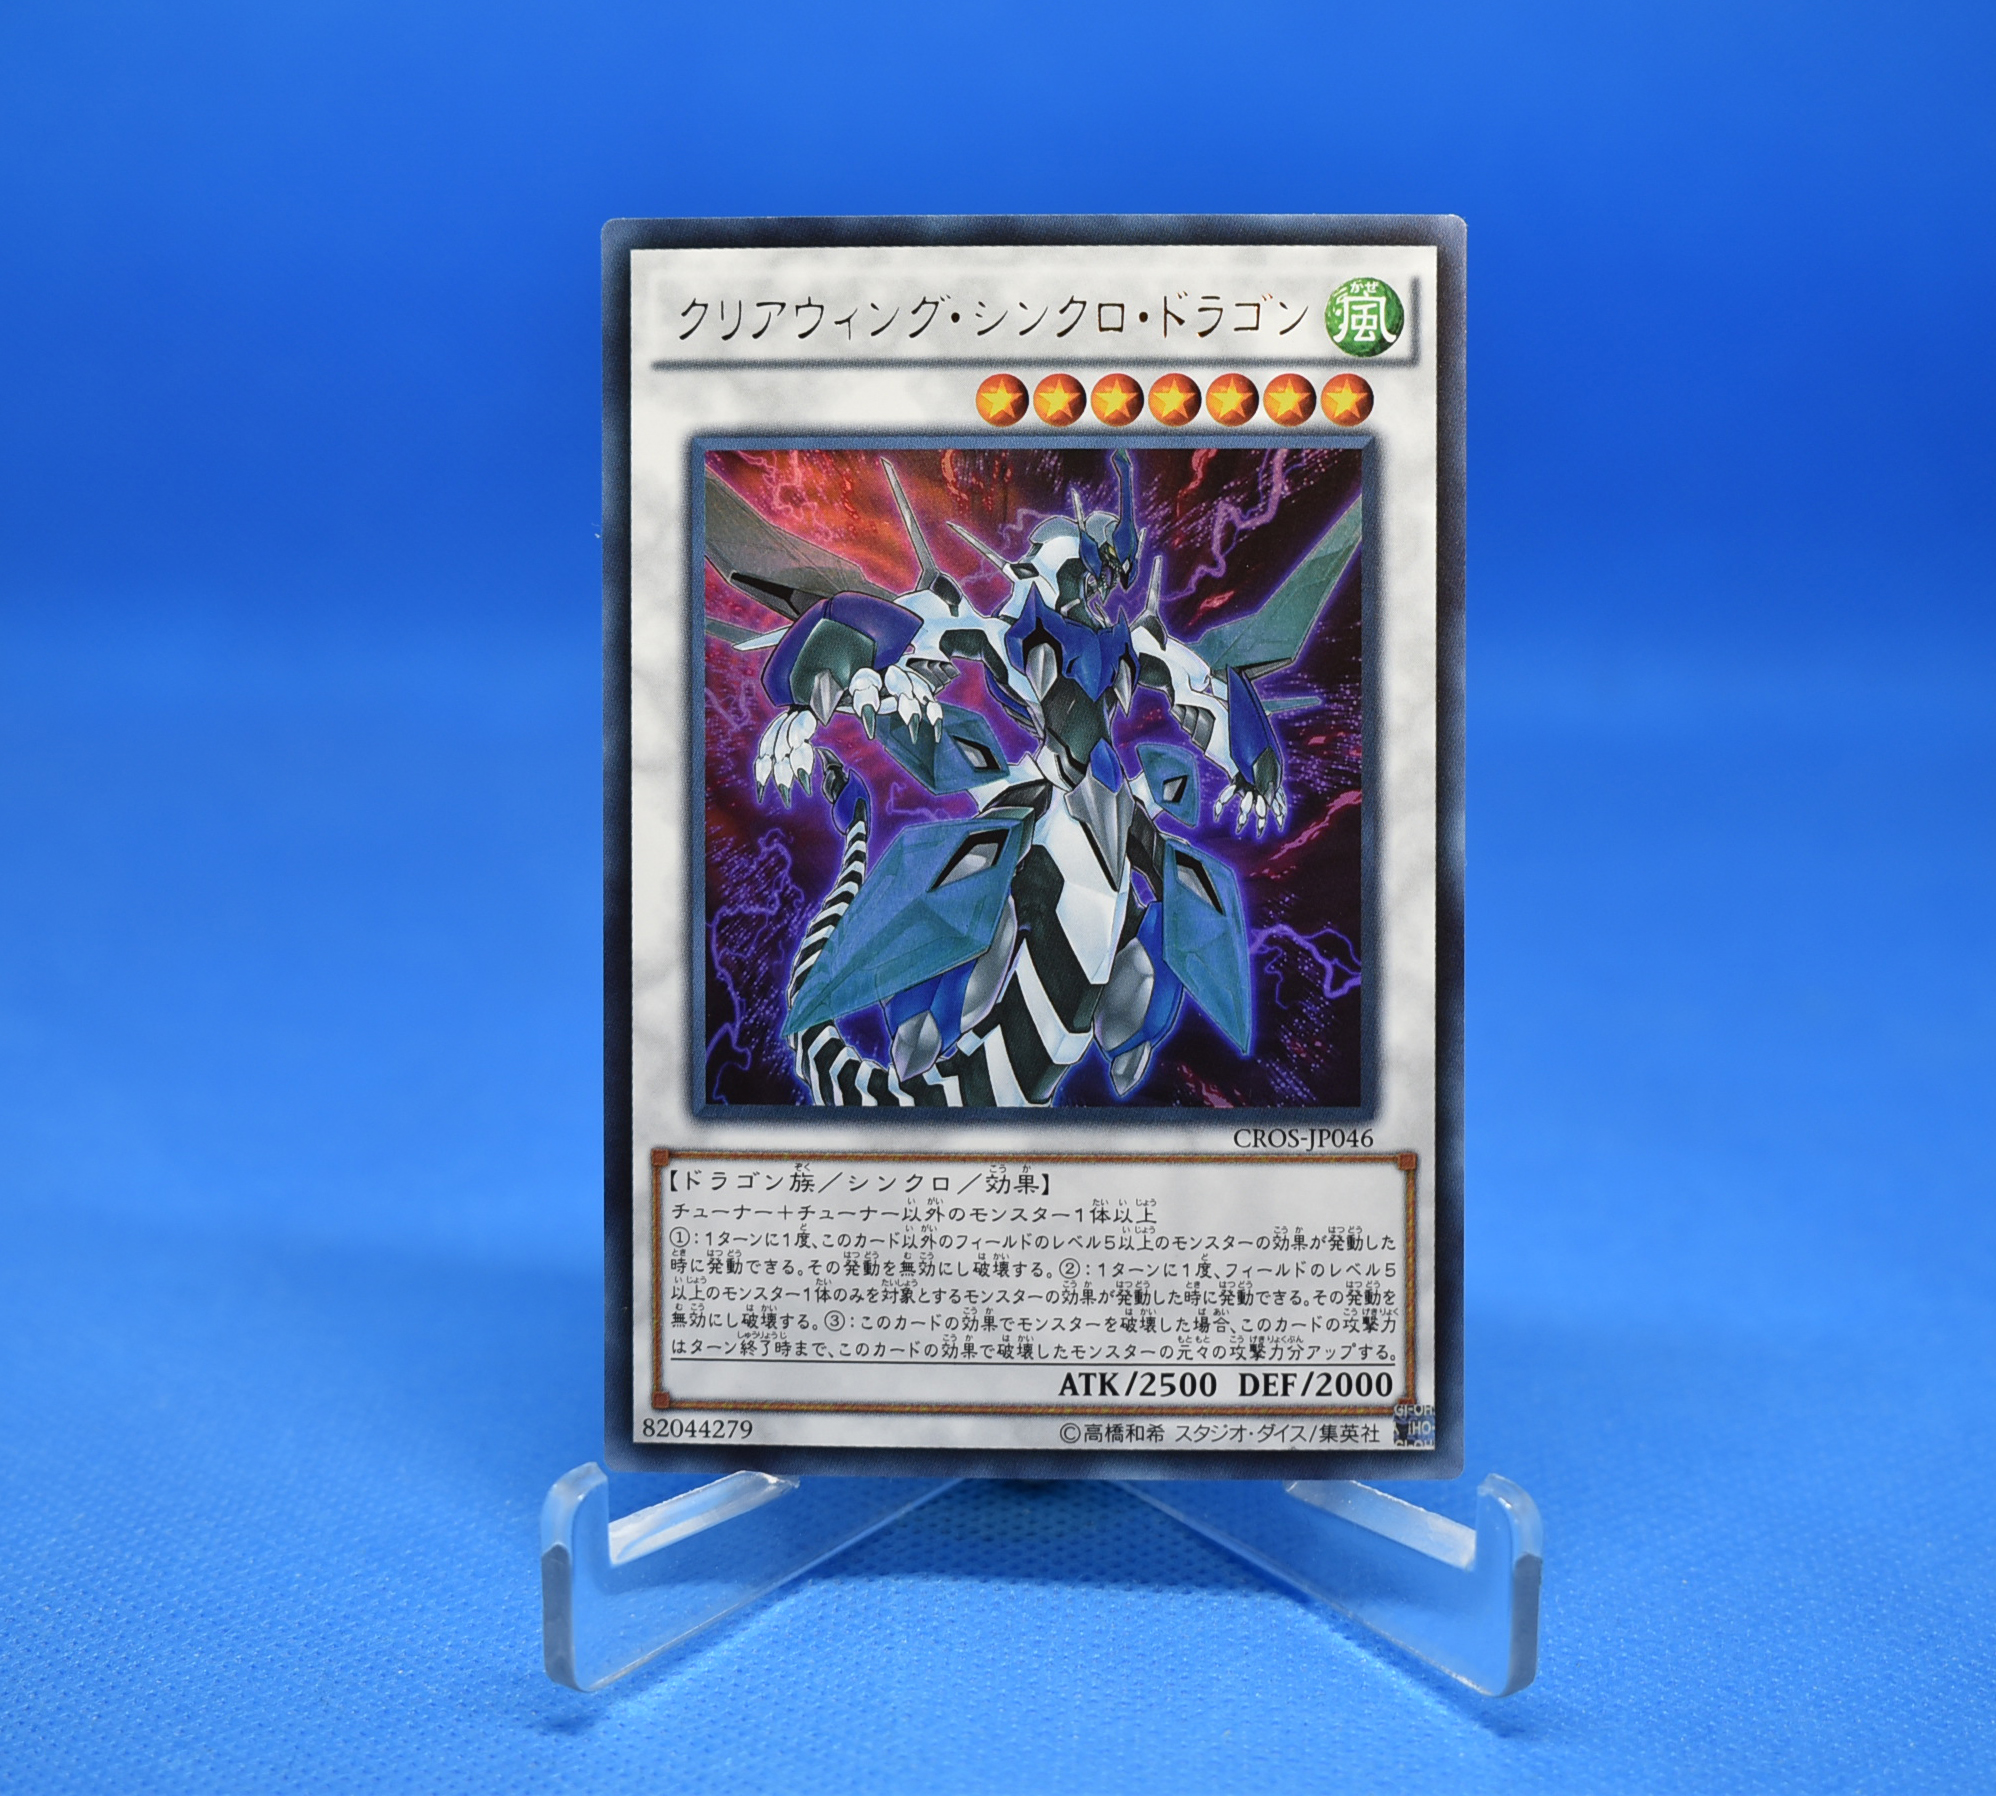 クリアウィング・シンクロ・ドラゴン
かぜ
風
CROS-JP046
【ドラゴン族／シンクロ／効果】
チューナー＋チューナー以外のモンスター1体以上
①：1ターンに1度、このカード以外のフィールドのレベル5以上のモンスターの効果が発動した
時に発動できる。その発動を無効にし破壊する。②：1ターンに1度、フィールドのレベル5
以上のモンスター1体のみを対象とするモンスターの効果が発動した時に発動できる。その発動を
無効にし破壊する。③：このカードの効果でモンスターを破壊した場合、このカードの攻撃力
はターン終了時まで、このカードの効果で破壊したモンスターの元々の攻撃力分アップする。
ATK/2500 DEF/2000
82044279
©高橋和希 スタジオ・ダイス/集英社